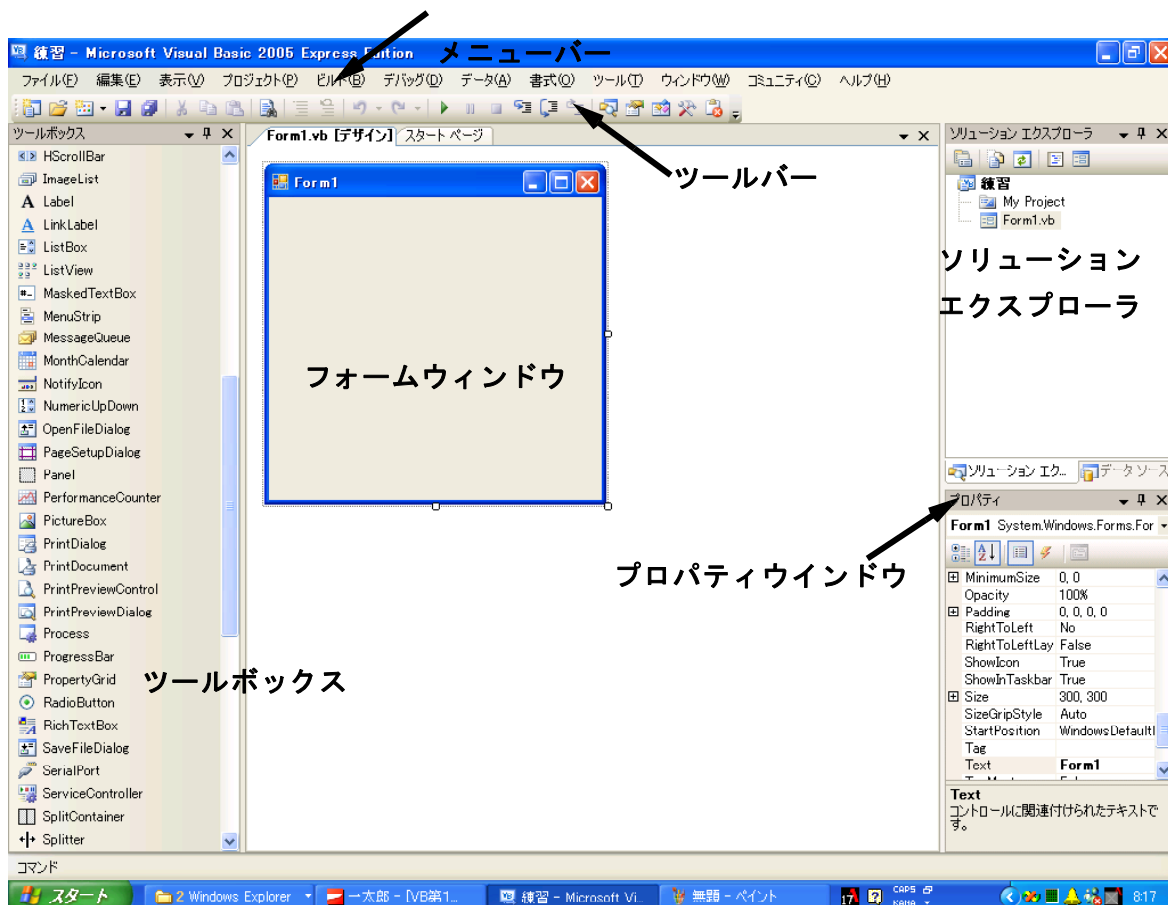 練習 - Microsoft Visual Basic 2005 Express Edition
メニューバー
ファイル(F) 編集(E) 表示(V) プロジェクト(P) ビルド(B) デバッグ(D) データ(A) 書式(O) ツール(T) ウィンドウ(W) コミュニティ(C) ヘルプ(H)
ツールボックス
Form1.vb [デザイン] スタート ページ
ソリューション エクスプローラ
HScrollBar
ImageList
Label
LinkLabel
ListBox
ListView
MaskedTextBox
MenuStrip
MessageQueue
MonthCalendar
NotifyIcon
NumericUpDown
OpenFileDialog
PageSetupDialog
Panel
PerformanceCounter
PictureBox
PrintDialog
PrintDocument
PrintPreviewControl
PrintPreviewDialog
Process
ProgressBar
PropertyGrid
RadioButton
RichTextBox
SaveFileDialog
SerialPort
ServiceController
SplitContainer
Splitter
ツールボックス
Form1
フォームウィンドウ
ツールバー
プロパティウインドウ
練習
My Project
Form1.vb
ソリューション
エクスプローラ
ソリューション エク... データ ソース
プロパティ
Form1 System.Windows.Forms.For
MinimumSize 0, 0
Opacity 100%
Padding 0, 0, 0, 0
RightToLeft No
RightToLeftLay False
ShowIcon True
ShowInTaskbar True
Size 300, 300
SizeGripStyle Auto
StartPosition WindowsDefaultl
Tag
Text Form1
Text
コントロールに関連付けられたテキストで
す。
コマンド
スタート 2 Windows Explorer 一太郎 - [VB第1... 練習 - Microsoft Vi... 無題 - ペイント 17 CAPS KANA 8:17